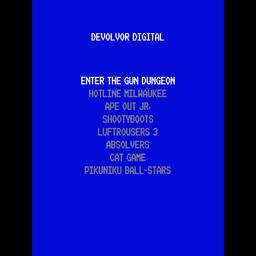 DEVOLVOR DIGITAL
ENTER THE GUN DUNGEON
HOTLINE MILWAUKEE
APE OUT JR.
SHOOTYBOOTS
LUFTROUSERS 3
ABSOLVERS
CAT GAME
PIKUNIKU BALL-STARS